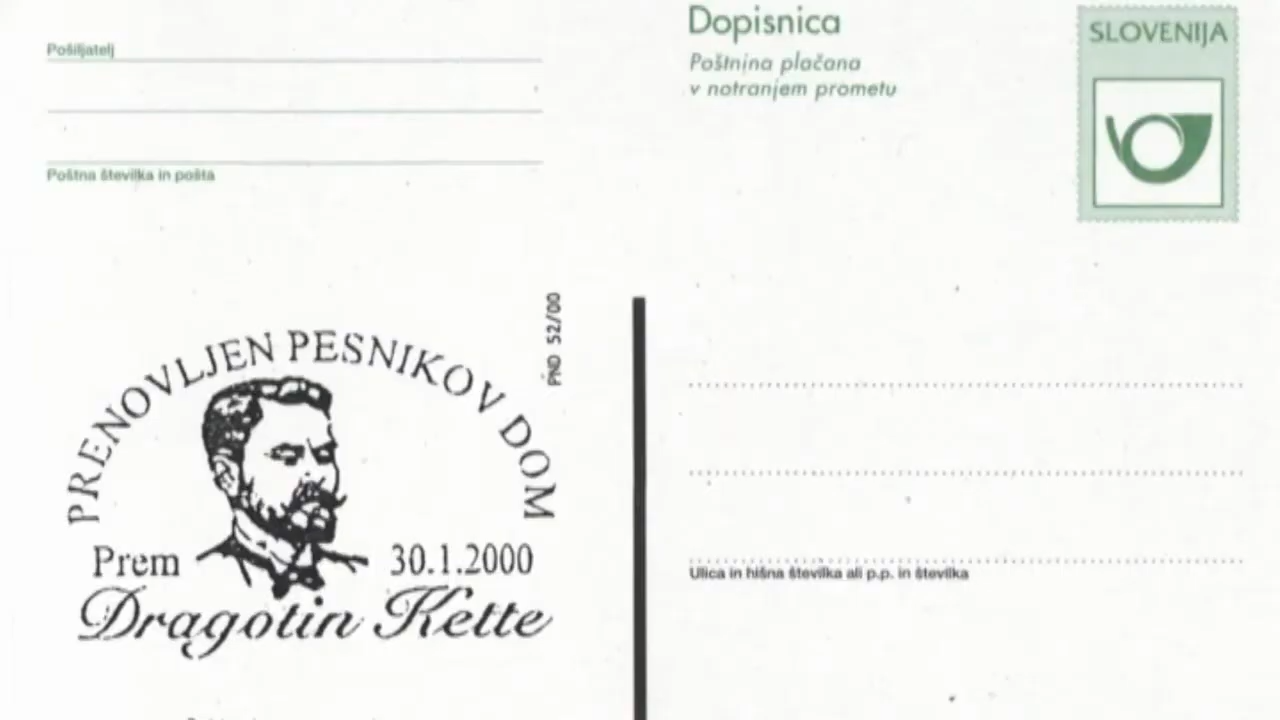 Pošiljatelj
Poštna številka in pošta
Dopisnica
Poštnina plačana
v notranjem prometu
SLOVENIJA
PND 52/00
PRENOVLJEN PESNIKOV DOM
Prem 30.1.2000
Dragotin Kette
Ulica in hišna številka ali p.p. in številka